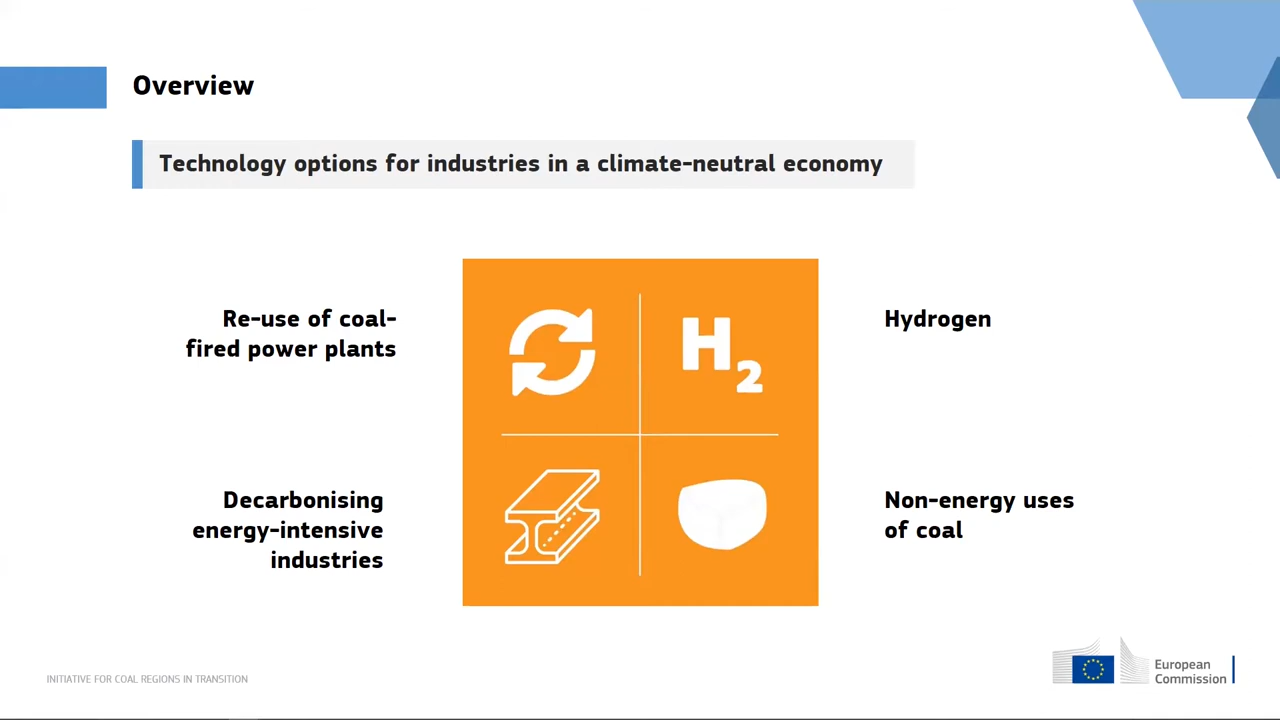 Overview
Technology options for industries in a climate-neutral economy
Re-use of coal-
fired power plants
H2
Hydrogen
Decarbonising
energy-intensive
industries
Non-energy uses
of coal
INITIATIVE FOR COAL REGIONS IN TRANSITION
European
Commission